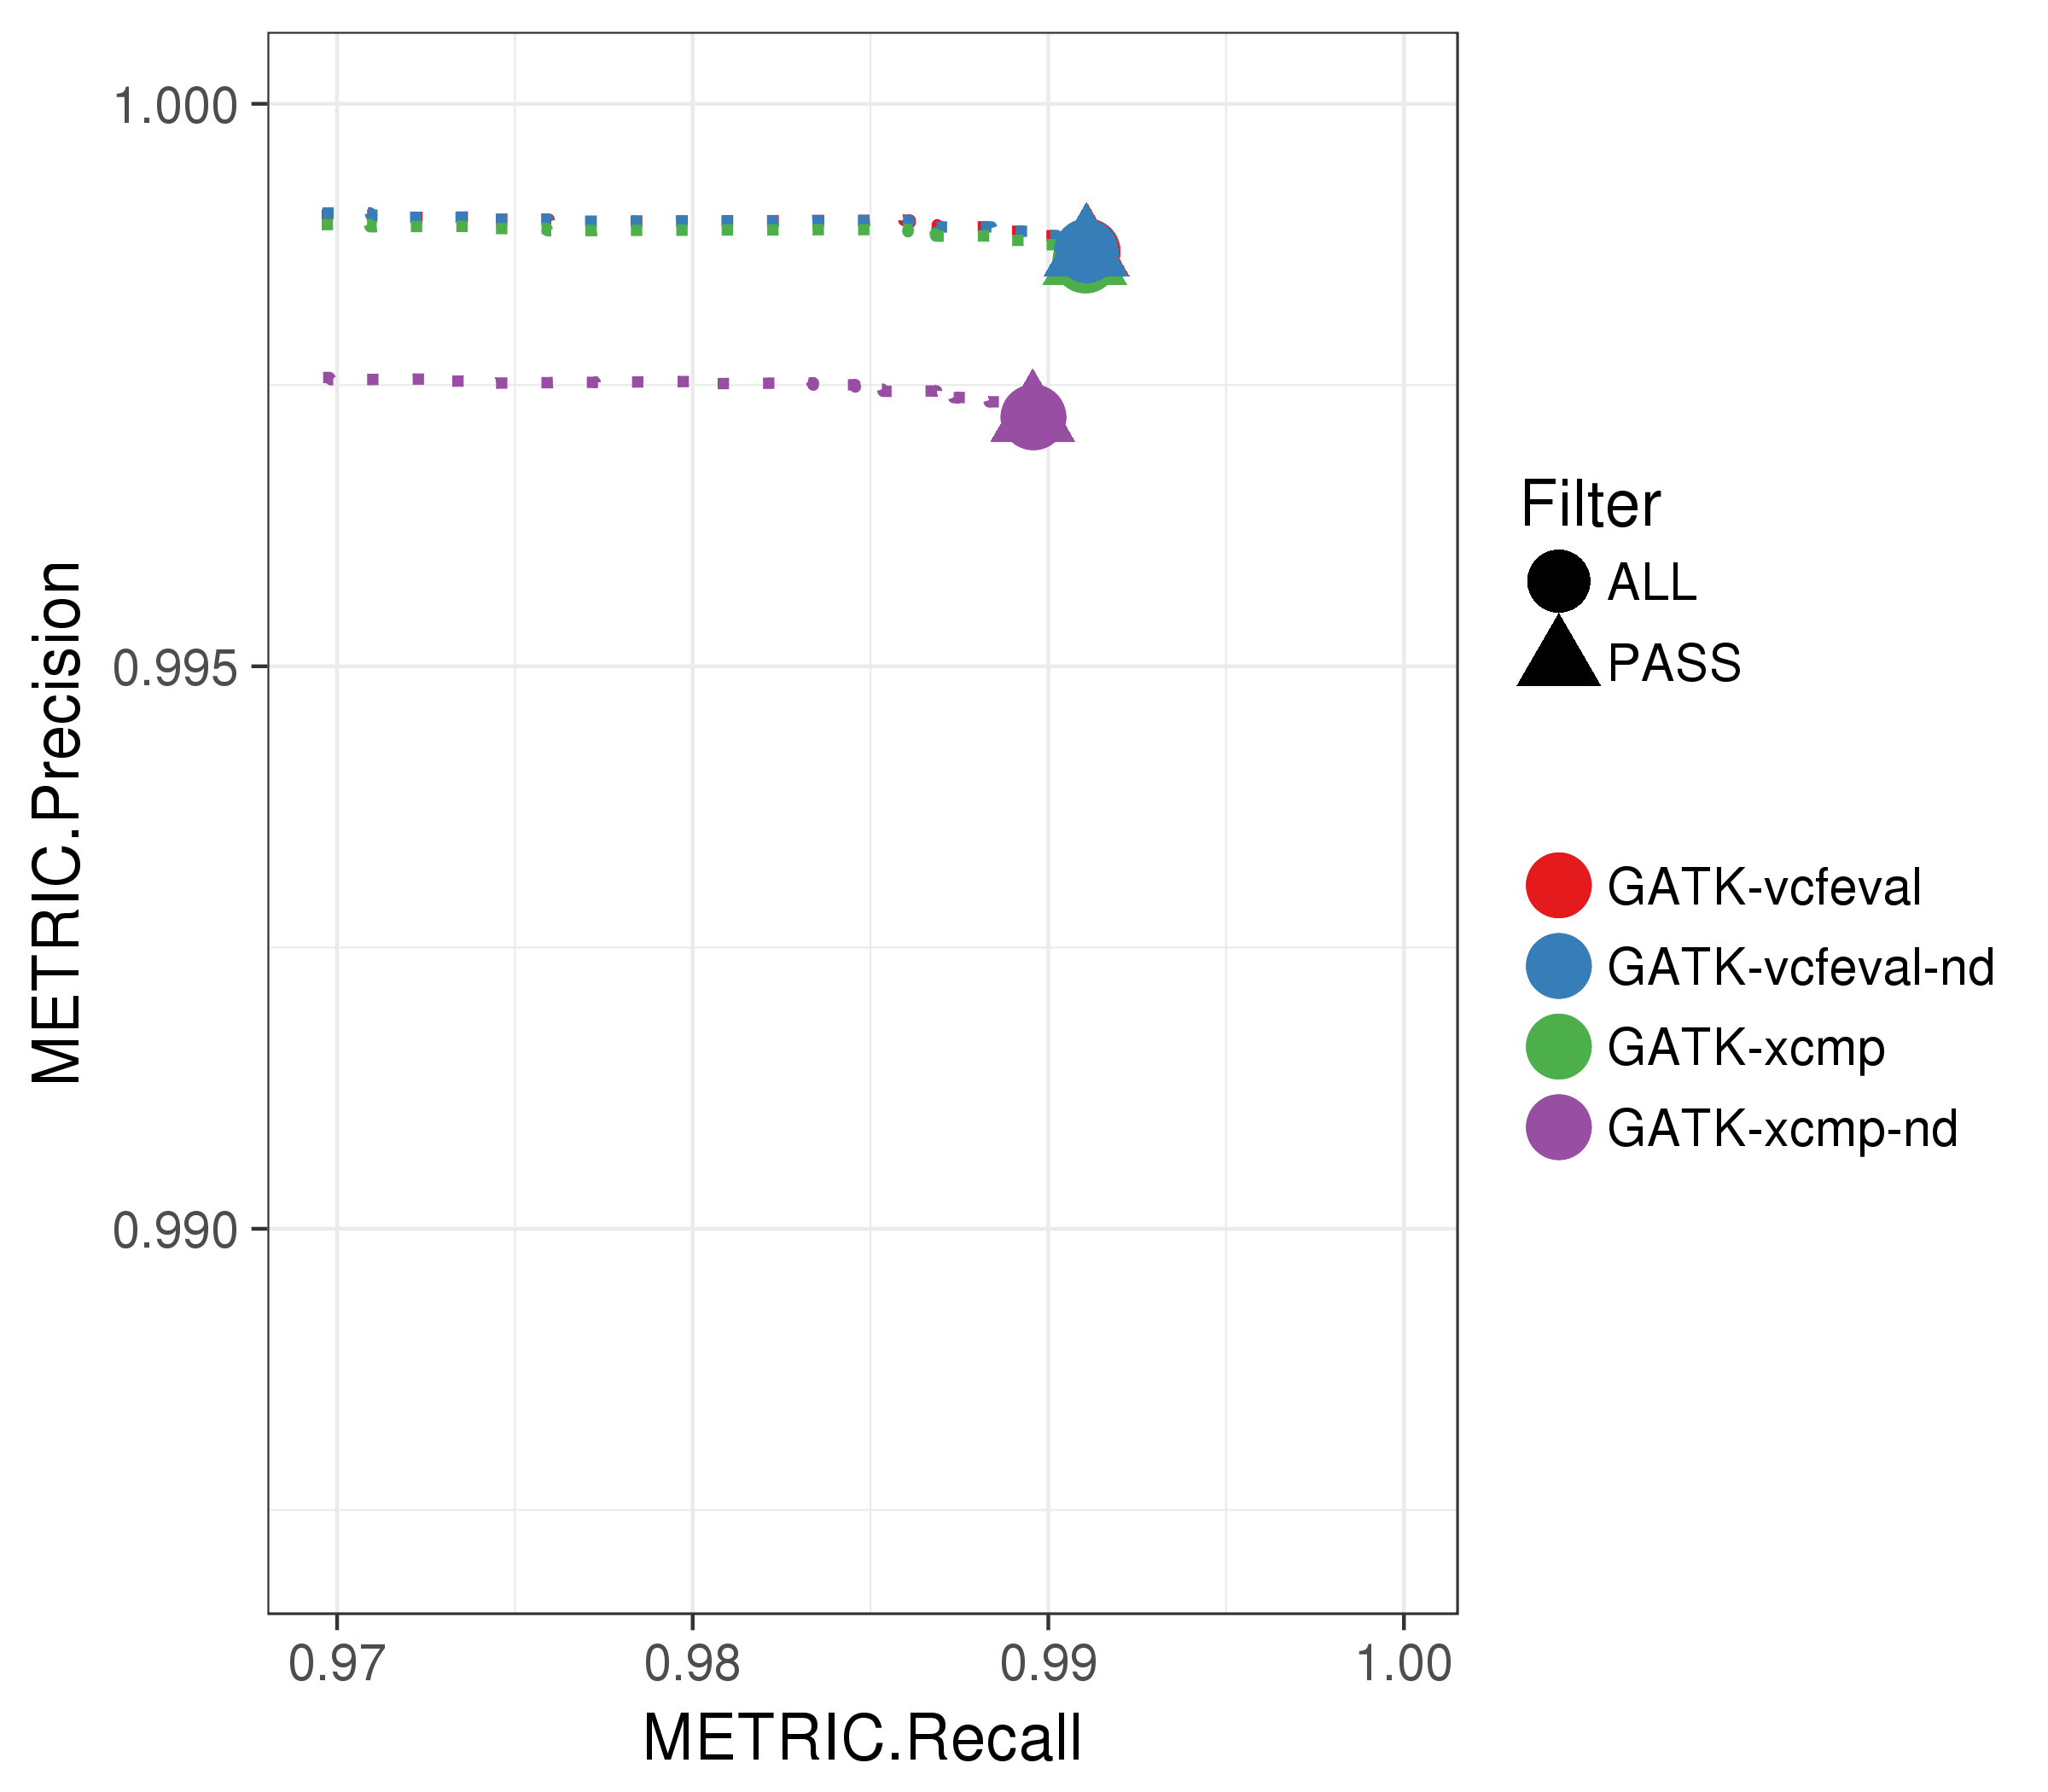 METRIC.Precision
1.000
0.995
0.990
0.97 0.98 0.99 1.00
METRIC.Recall
Filter
ALL
PASS
GATK-vcfeval
GATK-vcfeval-nd
GATK-xcmp
GATK-xcmp-nd